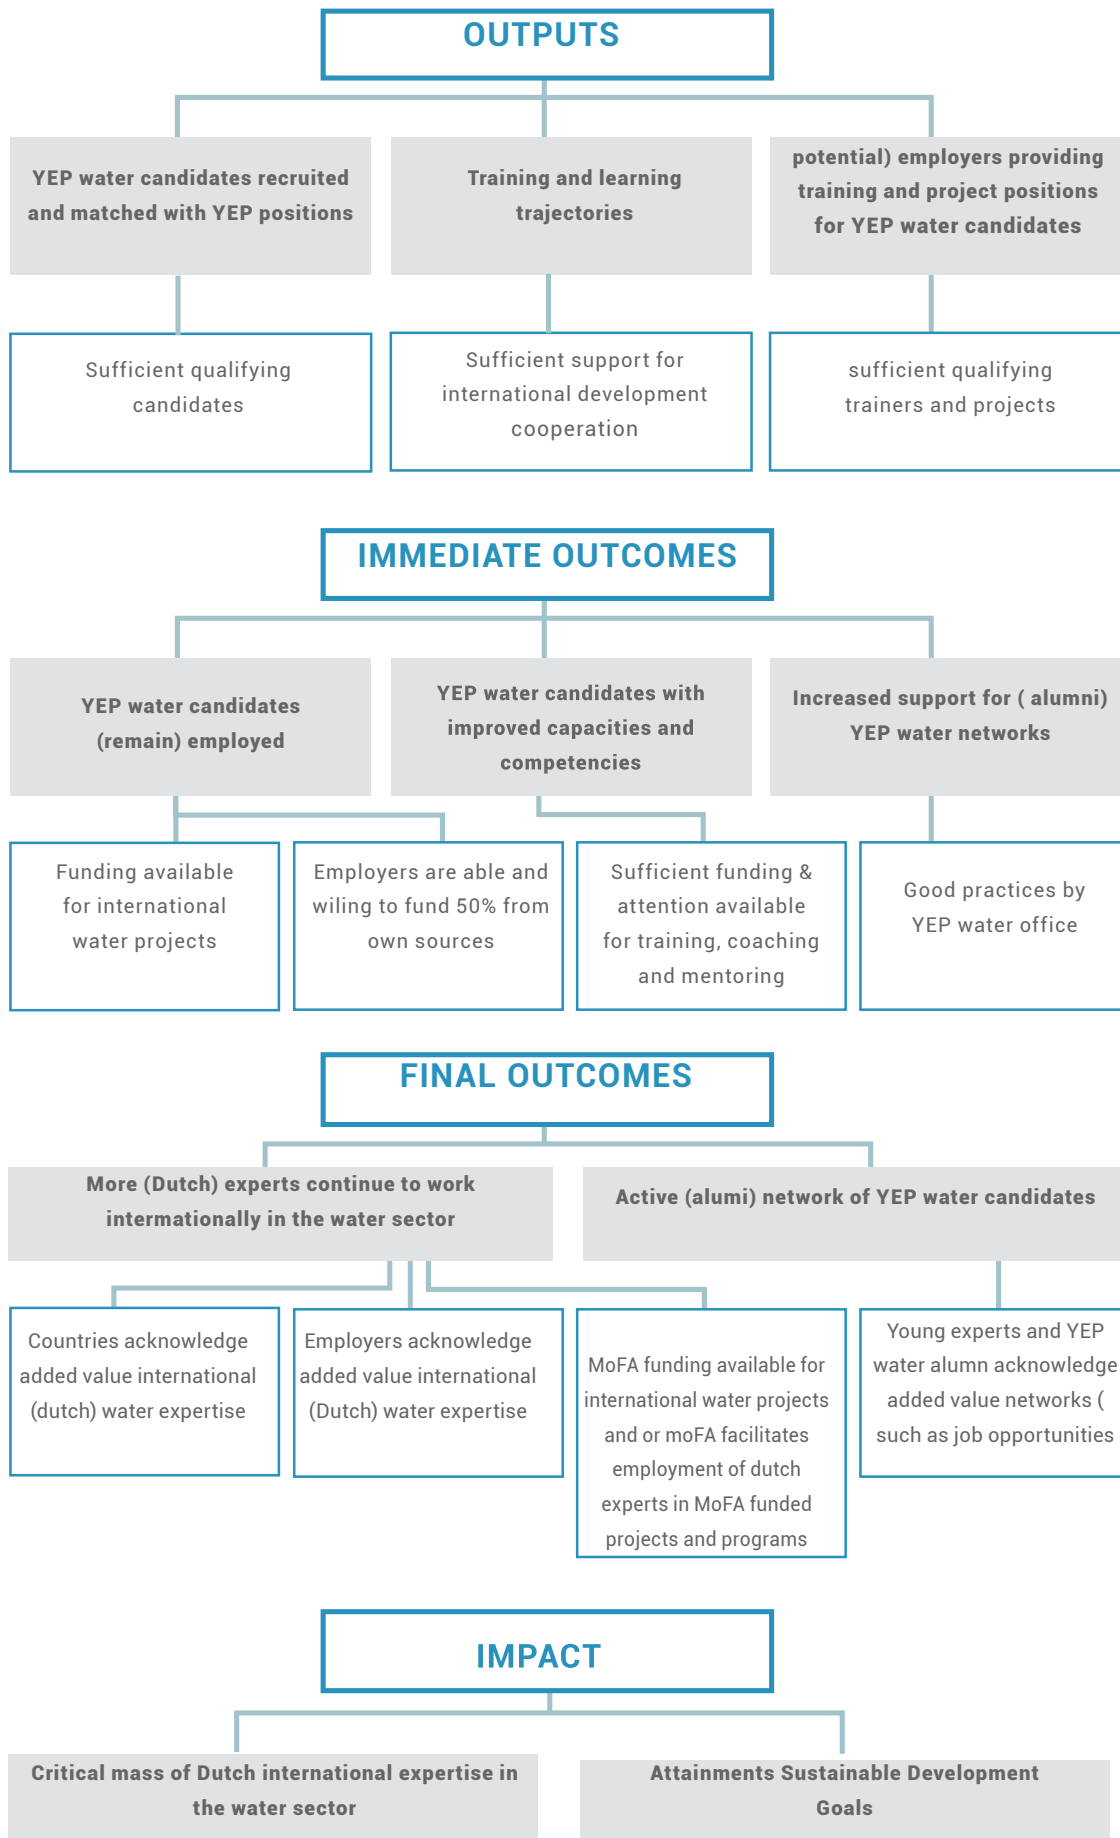 OUTPUTS
YEP water candidates recruited
and matched with YEP positions
Training and learning
trajectories
potential) employers providing
training and project positions
for YEP water candidates
Sufficient qualifying
candidates
Sufficient support for
international development
cooperation
sufficient qualifying
trainers and projects
IMMEDIATE OUTCOMES
YEP water candidates
(remain) employed
YEP water candidates with
improved capacities and
competencies
Increased support for ( alumni)
YEP water networks
Funding available
for international
water projects
Employers are able and
wiling to fund 50% from
own sources
Sufficient funding &
attention available
for training, coaching
and mentoring
Good practices by
YEP water office
FINAL OUTCOMES
More (Dutch) experts continue to work
intermationally in the water sector
Active (alumi) network of YEP water candidates
Countries acknowledge
added value international
(dutch) water expertise
Employers acknowledge
added value international
(Dutch) water expertise
MoFA funding available for
international water projects
and or moFA facilitates
employment of dutch
experts in MoFA funded
projects and programs
Young experts and YEP
water alumn acknowledge
added value networks (
such as job opportunities
IMPACT
Critical mass of Dutch international expertise in
the water sector
Attainments Sustainable Development
Goals